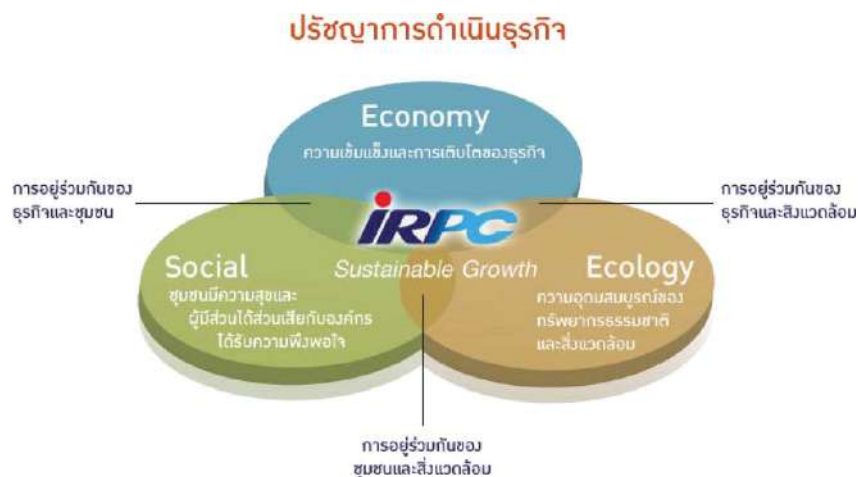 ปรัชญาการดำเนินธุรกิจ
Economy
ความเข้มแข็งและการเติบโตของธุรกิจ
การอยู่ร่วมกันของ
ธุรกิจและชุมชน
การอยู่ร่วมกันของ
ธุรกิจและสิ่งแวดล้อม
IRPC
Sustainable Growth
Social
ชุมชนมีความสุขและ
ผู้มีส่วนได้ส่วนเสียกับองค์กร
ได้รับความพึงพอใจ
Ecology
ความอุดมสมบูรณ์ของ
ทรัพยากรธรรมชาติ
และสิ่งแวดล้อม
การอยู่ร่วมกันของ
ชุมชนและสิ่งแวดล้อม